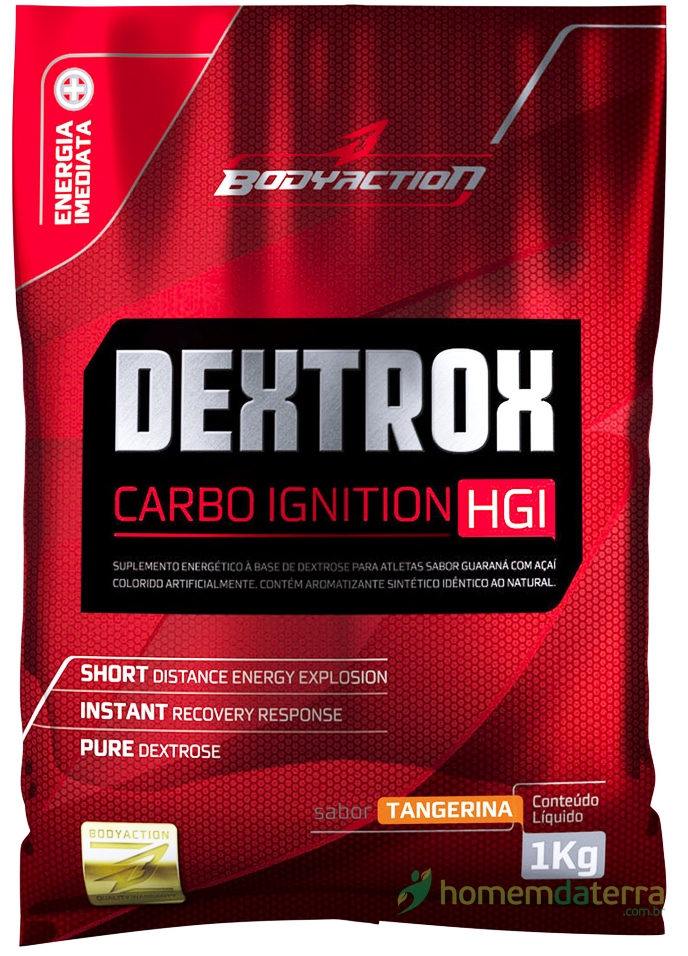 ENERGIA
IMEDIATA
BODYACTION
DEXTROX
CARBO IGNITION HGI
SUPLEMENTO ENERGÉTICO À BASE DE DEXTROSE PARA ATLETAS SABOR GUARANÁ COM AÇAÍ
COLORIDO ARTIFICIALMENTE. CONTÉM AROMATIZANTE SINTÉTICO IDÊNTICO AO NATURAL.
SHORT DISTANCE ENERGY EXPLOSION
INSTANT RECOVERY RESPONSE
PURE DEXTROSE
sabor TANGERINA
Conteúdo
Líquido
1Kg
BODYACTION
QUALITY WARRANTY
homemdaterra
.com.br